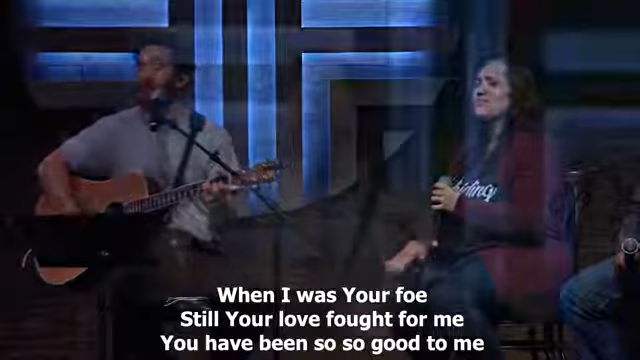 When I was Your foe
Still Your love fought for me
You have been so so good to me